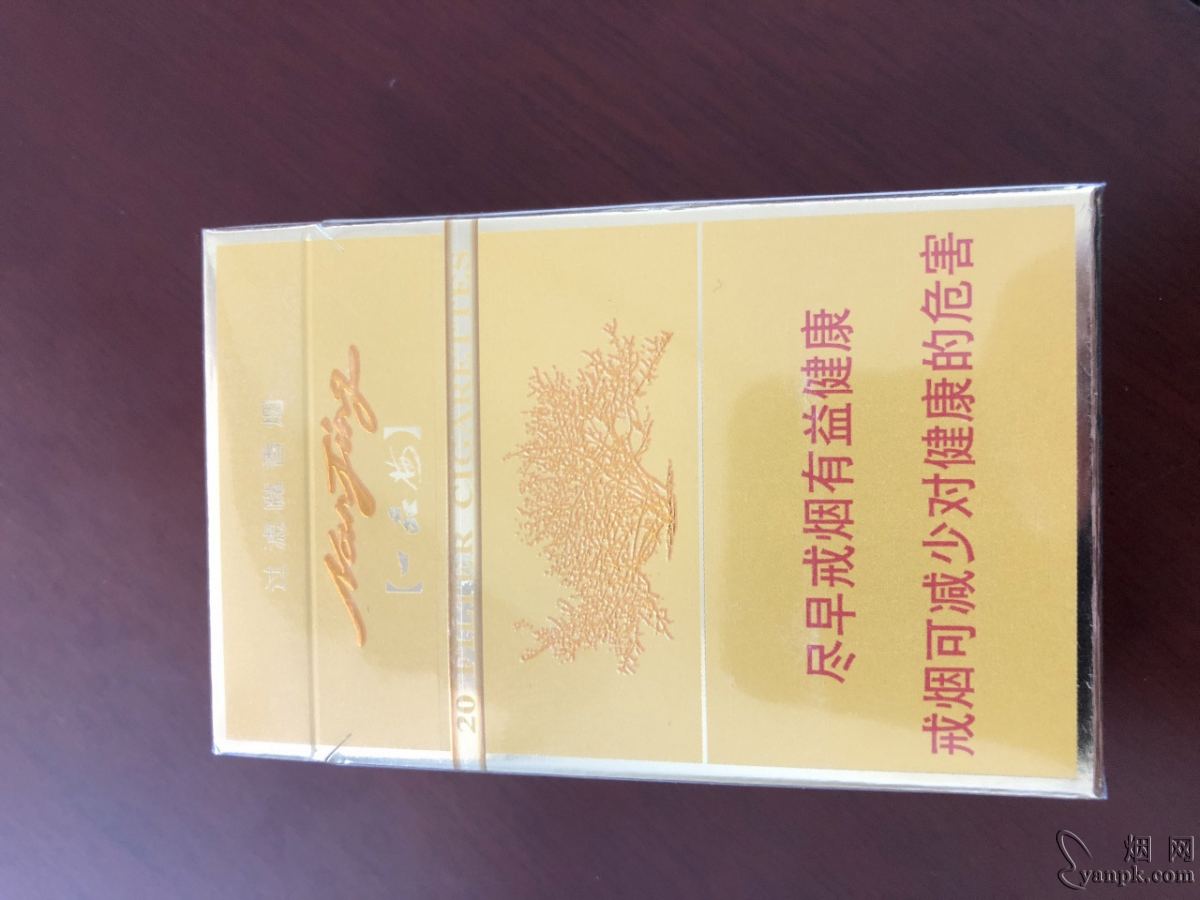 过滤嘴香烟
NanJing
【一品梅】
20 FILTER CIGARETTES
尽早戒烟有益健康
戒烟可减少对健康的危害
烟网
yanpk.com